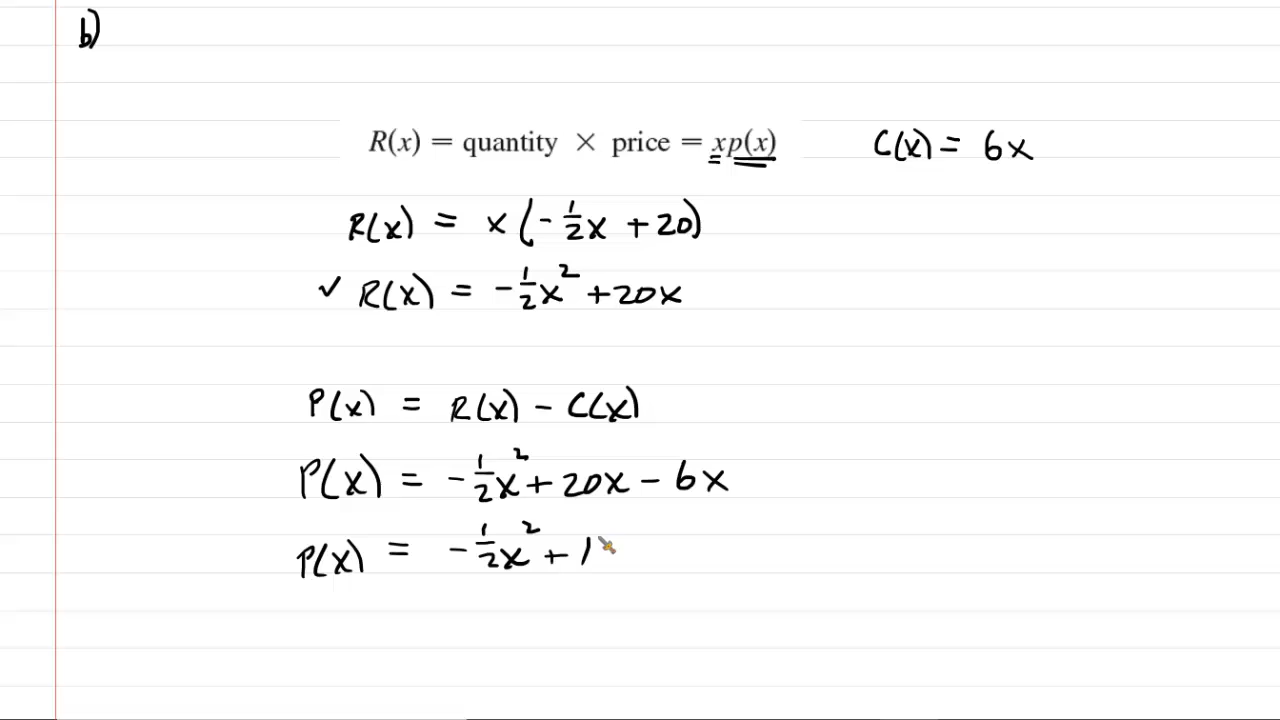 b)
R(x) = quantity × price = xp(x) C(x) = 6x
R(x) = x(-½x + 20)
✓ R(x) = -½x² + 20x
P(x) = R(x) - C(x)
P(x) = -½x² + 20x - 6x
P(x) = -½x² + 1